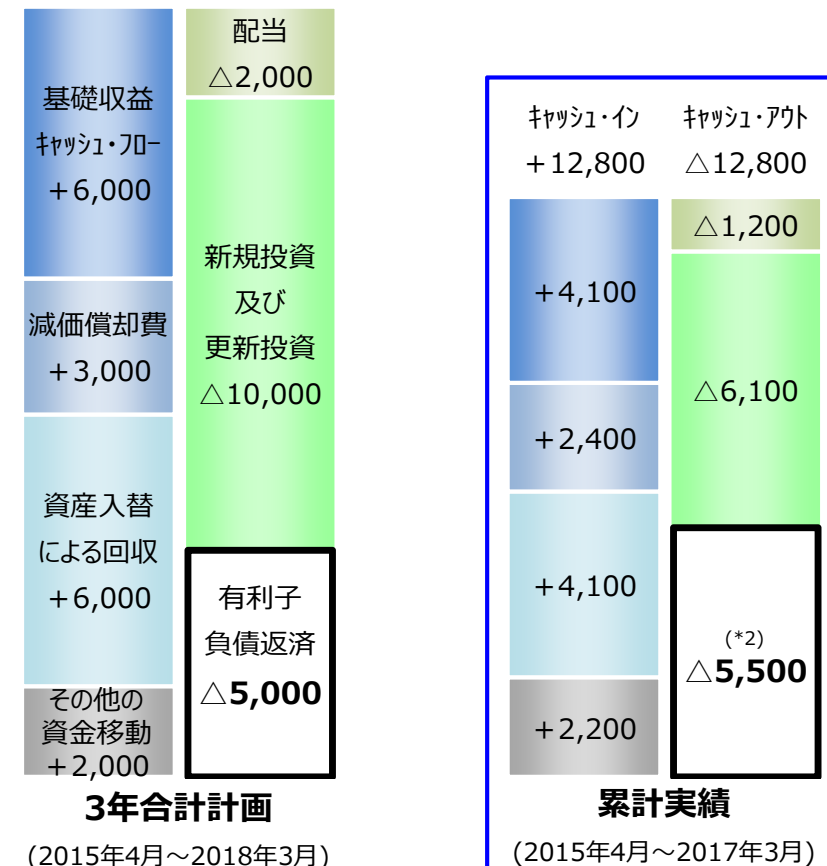 基礎収益
ｷｬｯｼｭ・ﾌﾛｰ
+6,000
減価償却費
+3,000
資産入替
による回収
+6,000
その他の
資金移動
+2,000
配当
△2,000
新規投資
及び
更新投資
△10,000
有利子
負債返済
△5,000
3年合計計画
(2015年4月～2018年3月)
ｷｬｯｼｭ・ｲﾝ
+12,800
+4,100
+2,400
+4,100
+2,200
ｷｬｯｼｭ・ｱｳﾄ
△12,800
△1,200
△6,100
(*2)
△5,500
累計実績
(2015年4月～2017年3月)